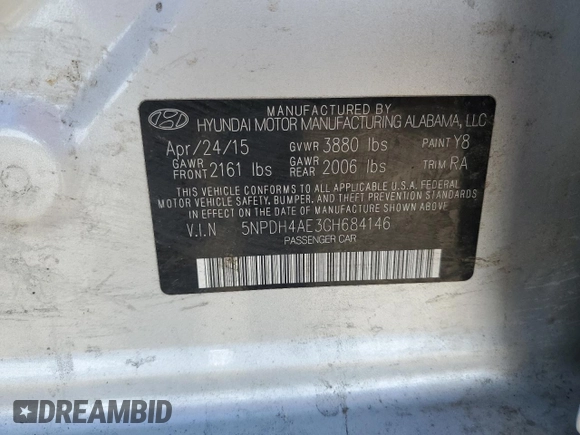 MANUFACTURED BY
HYUNDAI MOTOR MANUFACTURING ALABAMA, LLC
Apr/24/15 GVWR 3880 lbs PAINT Y8
GAWR FRONT 2161 lbs GAWR REAR 2006 lbs TRIM RA
THIS VEHICLE CONFORMS TO ALL APPLICABLE U.S.A. FEDERAL
MOTOR VEHICLE SAFETY, BUMPER, AND THEFT PREVENTION STANDARDS
IN EFFECT ON THE DATE OF MANUFACTURE SHOWN ABOVE.
V.I.N 5NPDH4AE3GH684146
PASSENGER CAR
DREAMBID